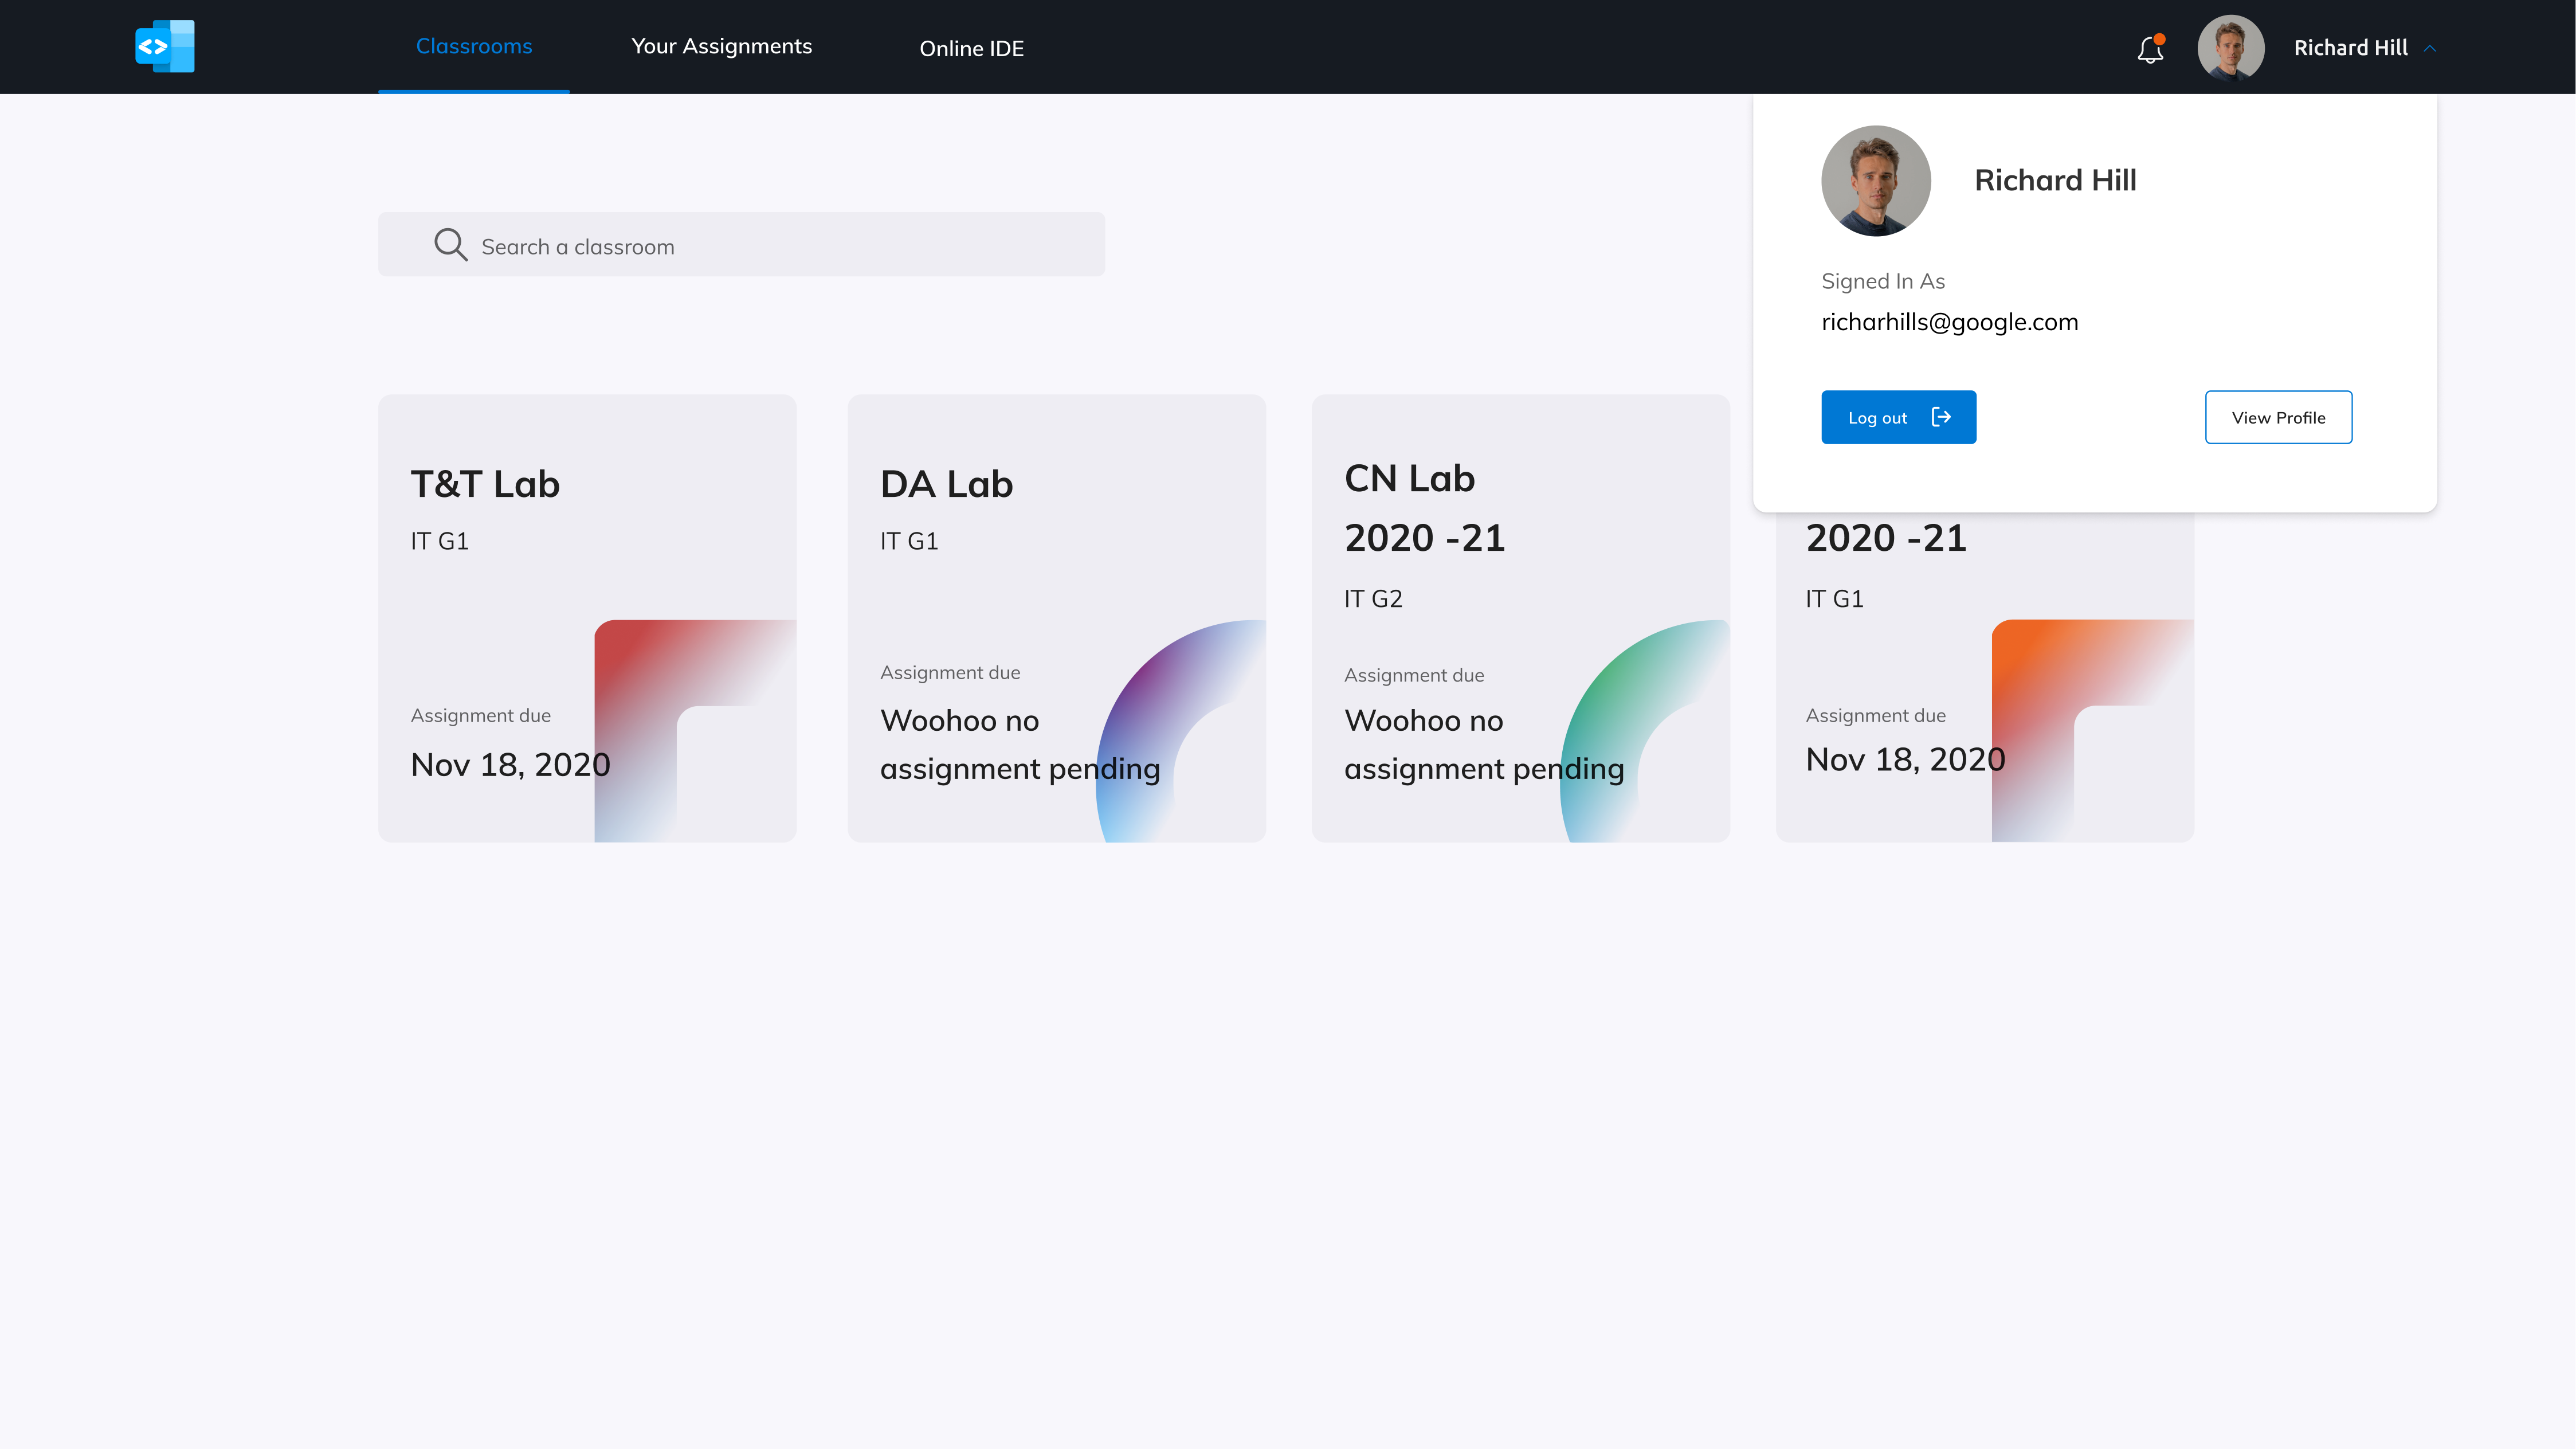 Classrooms
Your Assignments
Online IDE
Richard Hill
Richard Hill
Signed In As
richarhills@google.com
Log out
View Profile
Search a classroom
T&T Lab
IT G1
Assignment due
Nov 18, 2020
DA Lab
IT G1
Assignment due
Woohoo no
assignment pending
CN Lab
2020 -21
IT G2
Assignment due
Woohoo no
assignment pending
2020 -21
IT G1
Assignment due
Nov 18, 2020